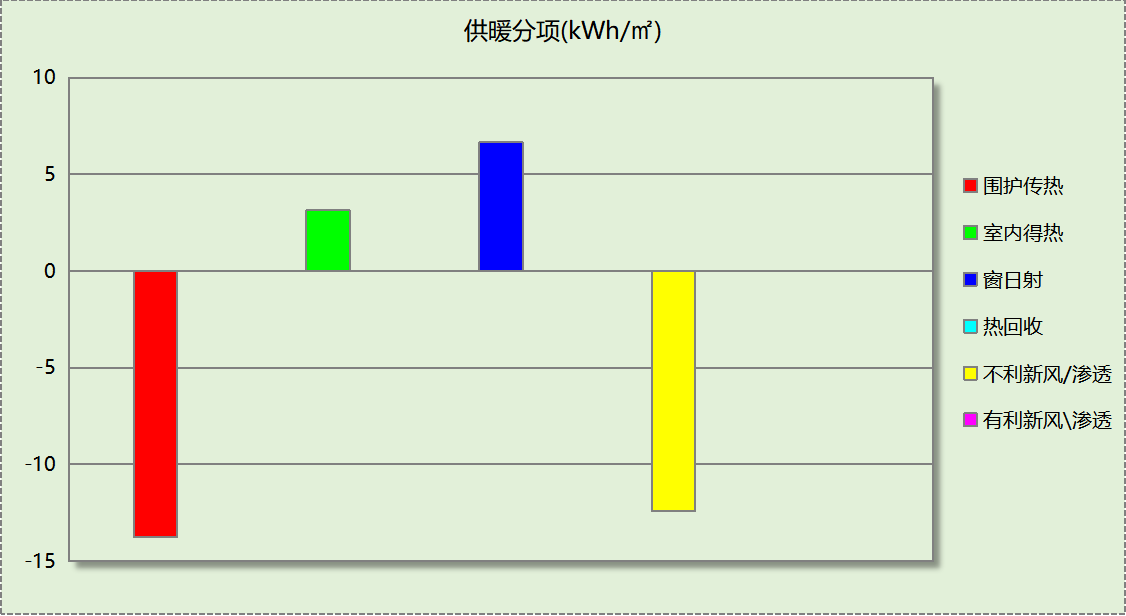 供暖分项(kWh/㎡)
10
5
0
-5
-10
-15
围护传热
室内得热
窗日射
热回收
不利新风/渗透
有利新风\渗透